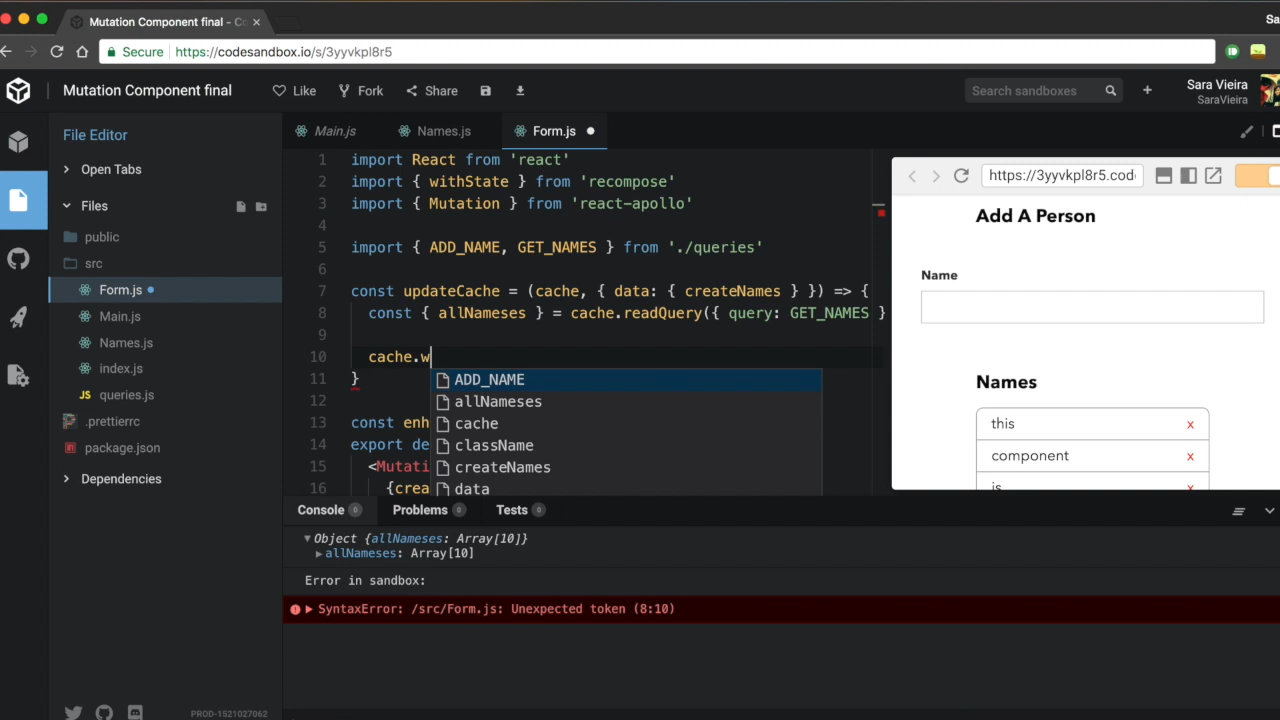 Mutation Component final - Co
Sa
Secure
https://codesandbox.io/s/3yyvkpl8r5
Mutation Component final
Like
Fork
Share
Search sandboxes
Sara Vieira
SaraVieira
File Editor
Open Tabs
Files
public
src
Form.js
Main.js
Names.js
index.js
JS queries.js
.prettierrc
package.json
Dependencies
PROD-1521027062
Main.js
Names.js
Form.js
1 import React from 'react'
2 import { withState } from 'recompose'
3 import { Mutation } from 'react-apollo'
4
5 import { ADD_NAME, GET_NAMES } from './queries'
6
7 const updateCache = (cache, { data: { createNames } }) => {
8 const { allNameses } = cache.readQuery({ query: GET_NAMES }
9
10 cache.w
11 }
12
13 const enh
14 export de
15 <Mutati
16 {crea
ADD_NAME
allNameses
cache
className
createNames
data
https://3yyvkpl8r5.code
Add A Person
Name
Names
this x
component x
is x
Console 0
Problems 0
Tests 0
Object {allNameses: Array[10]}
allNameses: Array[10]
Error in sandbox:
SyntaxError: /src/Form.js: Unexpected token (8:10)